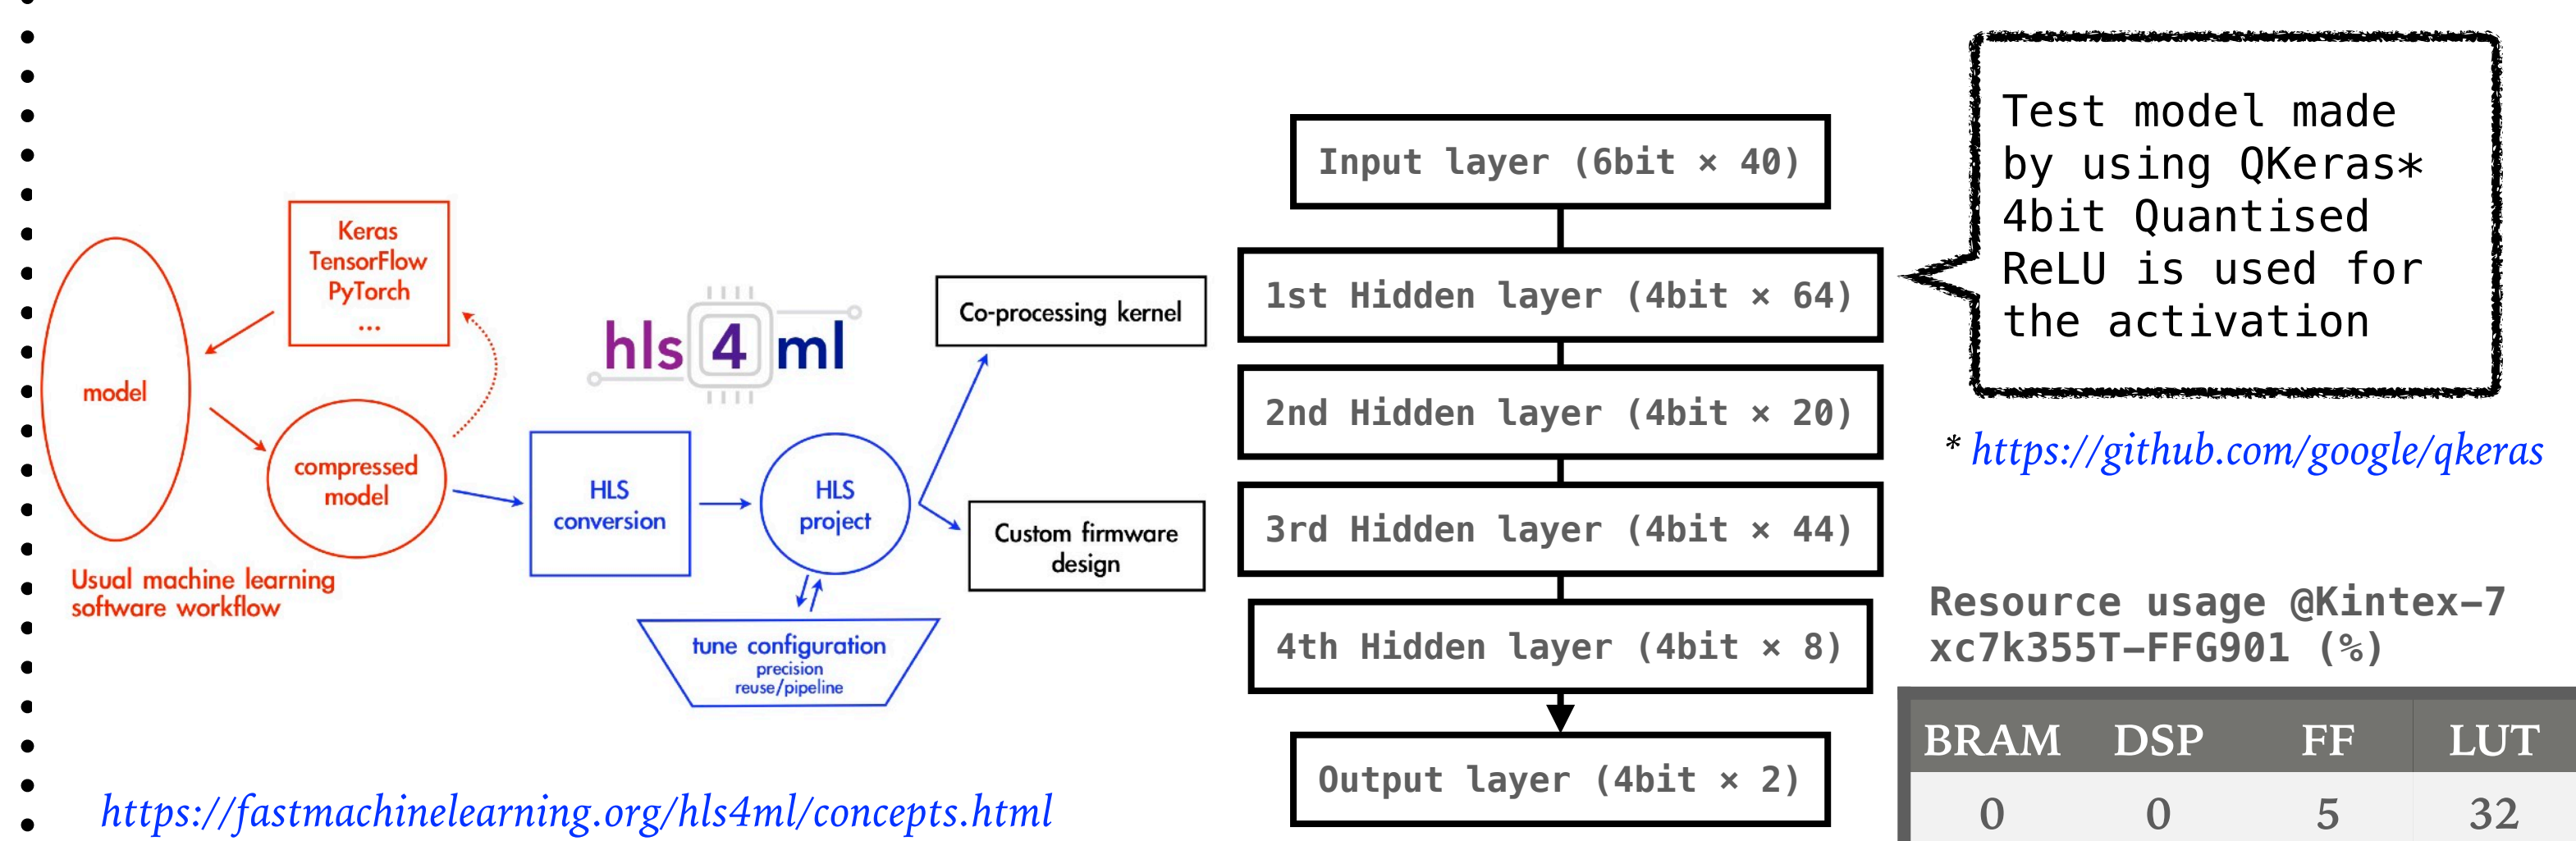 Keras
TensorFlow
PyTorch
...
model
compressed
model
Usual machine learning
software workflow
hls 4 ml
HLS
conversion
HLS
project
tune configuration
precision
reuse/pipeline
Co-processing kernel
Custom firmware
design
https://fastmachinelearning.org/hls4ml/concepts.html
Input layer (6bit × 40)
1st Hidden layer (4bit × 64)
2nd Hidden layer (4bit × 20)
3rd Hidden layer (4bit × 44)
4th Hidden layer (4bit × 8)
Output layer (4bit × 2)
Test model made
by using QKeras*
4bit Quantised
ReLU is used for
the activation
* https://github.com/google/qkeras
Resource usage @Kintex-7
xc7k355T-FFG901 (%)
BRAM DSP FF LUT
0 0 5 32